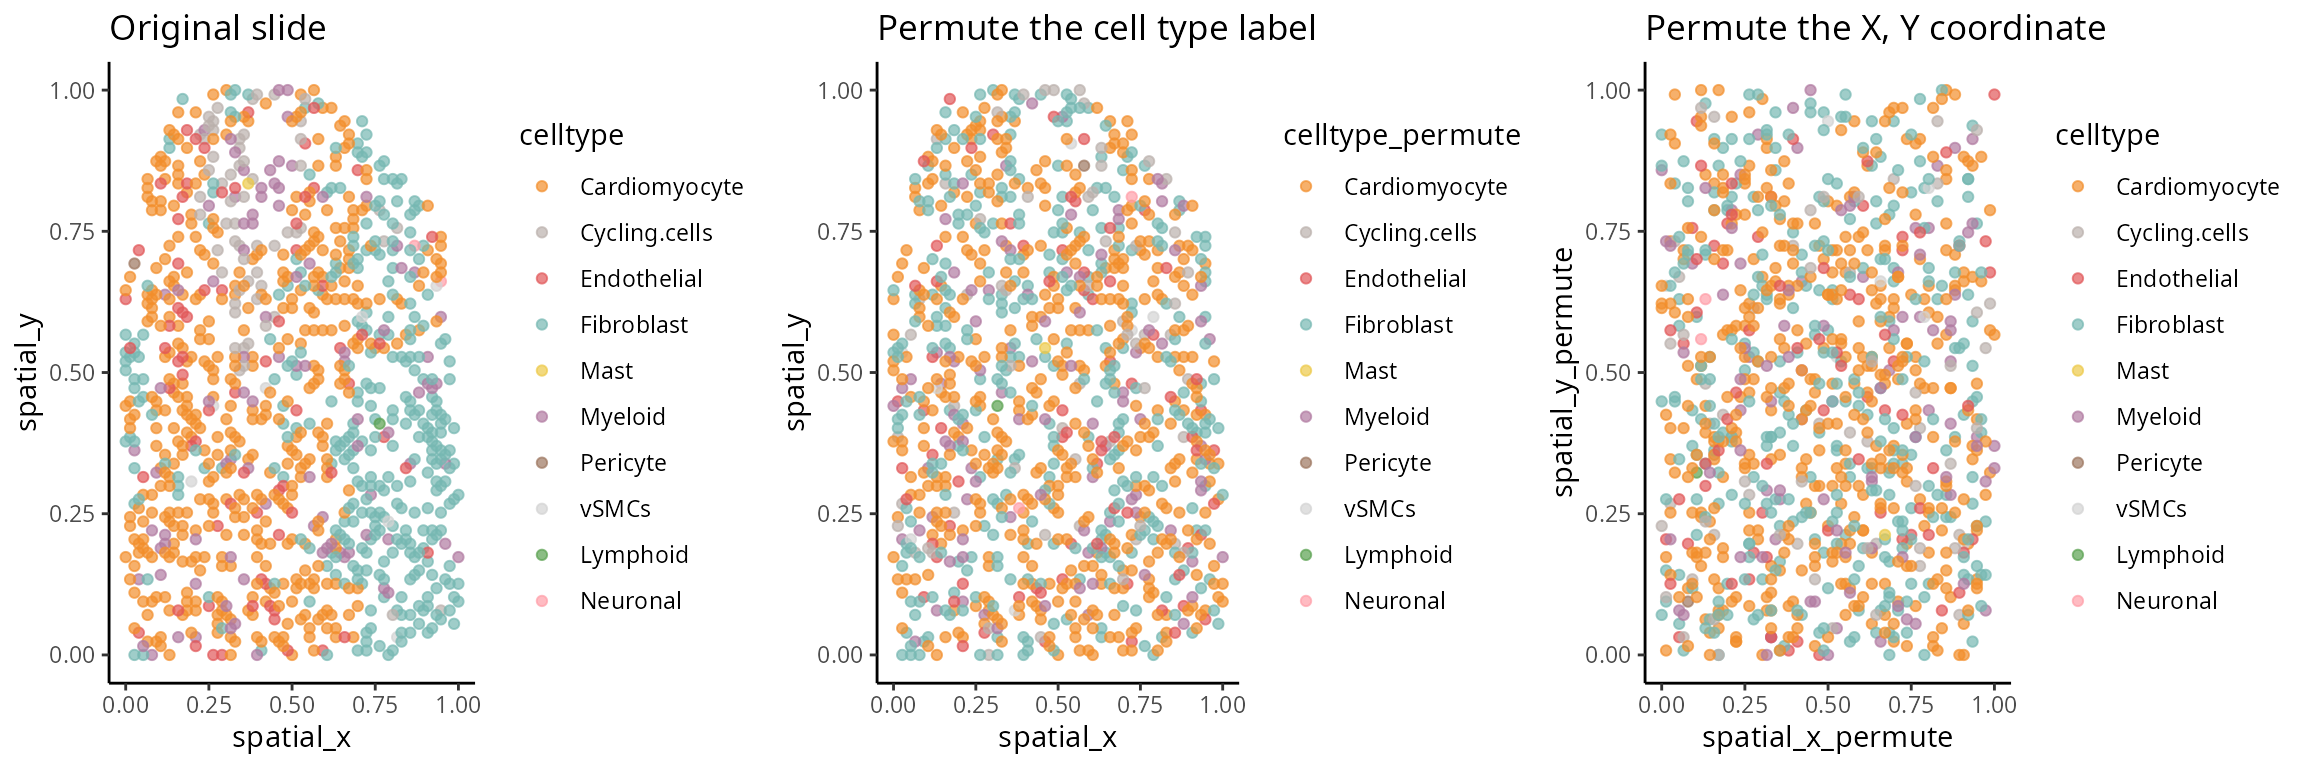 Original slide
spatial_y
1.00
0.75
0.50
0.25
0.00
0.00 0.25 0.50 0.75 1.00
spatial_x
celltype
Cardiomyocyte
Cycling.cells
Endothelial
Fibroblast
Mast
Myeloid
Pericyte
vSMCs
Lymphoid
Neuronal
Permute the cell type label
spatial_y
1.00
0.75
0.50
0.25
0.00
0.00 0.25 0.50 0.75 1.00
spatial_x
celltype_permute
Cardiomyocyte
Cycling.cells
Endothelial
Fibroblast
Mast
Myeloid
Pericyte
vSMCs
Lymphoid
Neuronal
Permute the X, Y coordinate
spatial_y_permute
1.00
0.75
0.50
0.25
0.00
0.00 0.25 0.50 0.75 1.00
spatial_x_permute
celltype
Cardiomyocyte
Cycling.cells
Endothelial
Fibroblast
Mast
Myeloid
Pericyte
vSMCs
Lymphoid
Neuronal